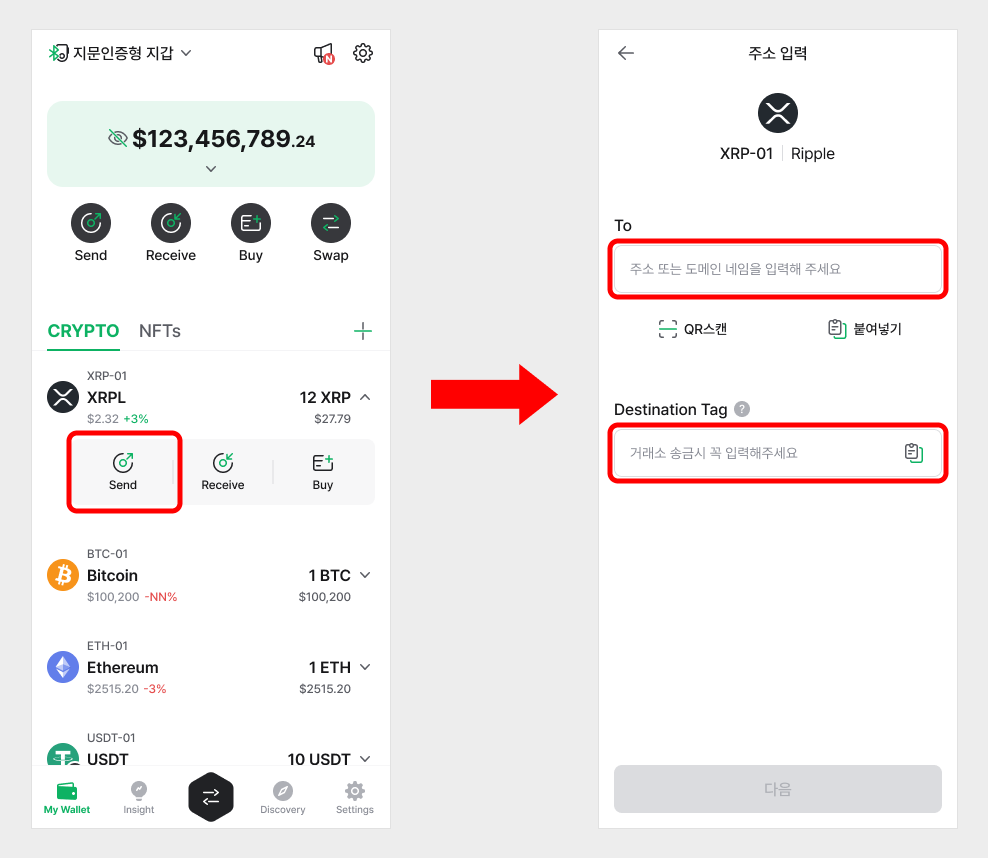 지문인증형 지갑
N
$123,456,789.24
Send
Receive
Buy
Swap
CRYPTO
NFTs
XRP-01
XRPL
12 XRP
$2.32 +3%
$27.79
Send
Receive
Buy
BTC-01
Bitcoin
1 BTC
$100,200 -NN%
$100,200
ETH-01
Ethereum
1 ETH
$2515.20 -3%
$2515.20
USDT-01
USDT
10 USDT
My Wallet
Insight
Discovery
Settings
주소 입력
XRP-01 Ripple
To
주소 또는 도메인 네임을 입력해 주세요
QR스캔
붙여넣기
Destination Tag ?
거래소 송금시 꼭 입력해주세요
다음